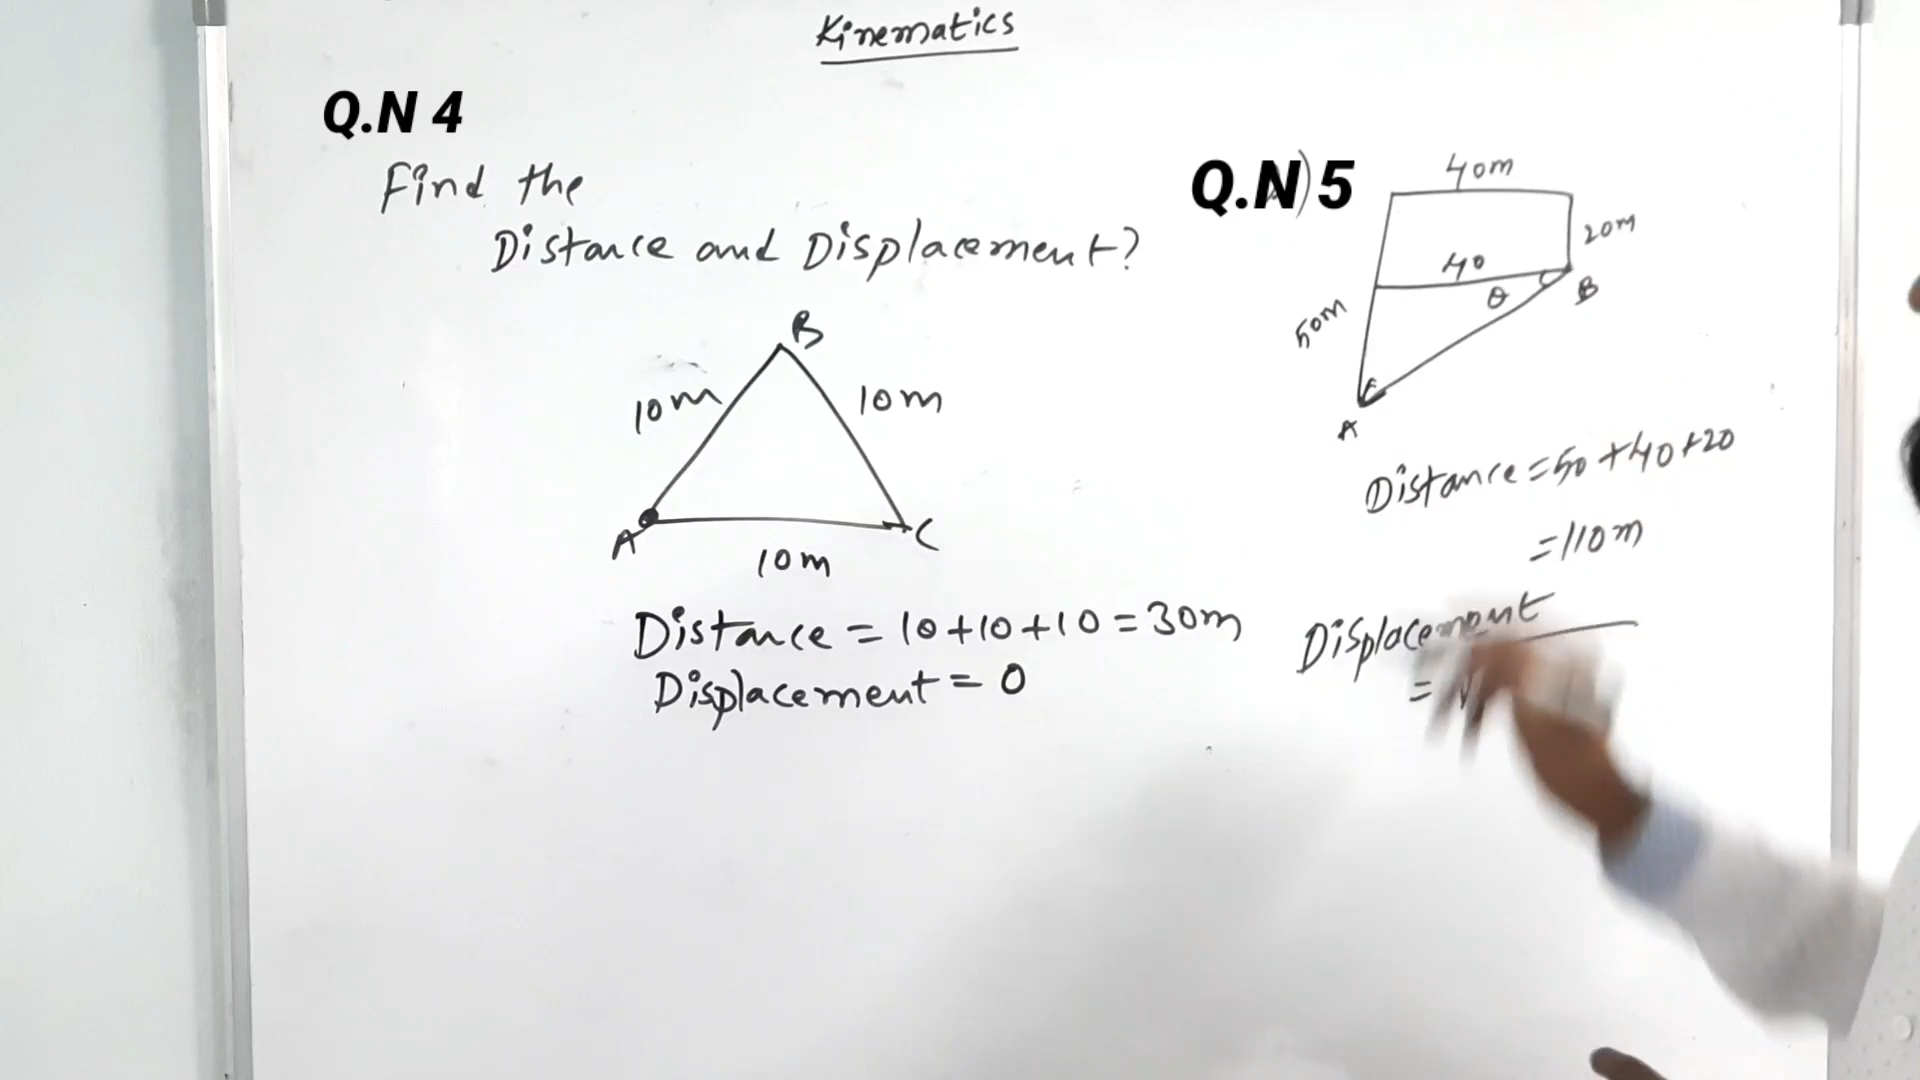 Kinematics
Q.N 4
Find the
Distance and Displacement?
B
10m
10m
A
C
10m
Distance = 10+10+10 = 30m
Displacement = 0
Q.N) 5
40m
20m
40
θ
B
50m
A
Distance = 50+40+20
= 110m
Displacement
=